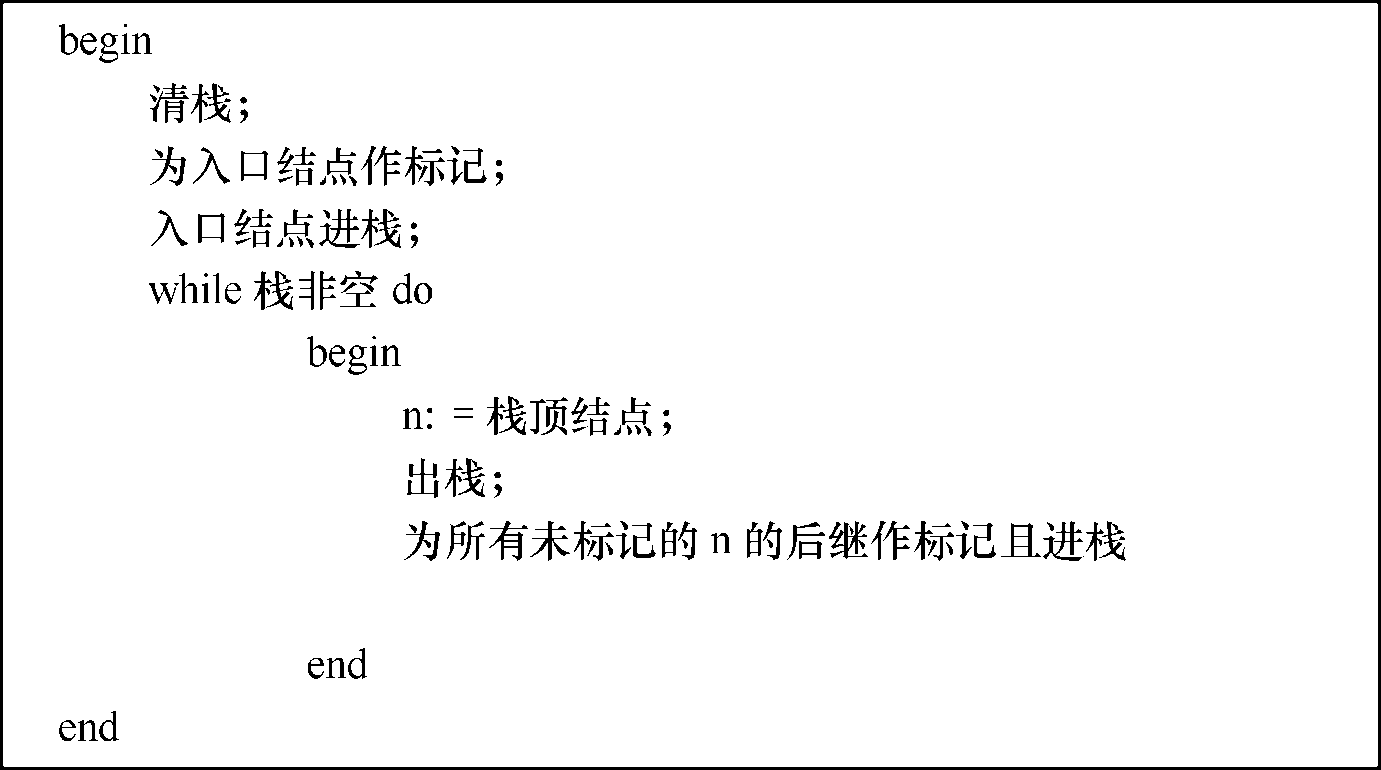 begin
清栈；
为入口结点作标记；
入口结点进栈；
while 栈非空 do
begin
n: = 栈顶结点；
出栈；
为所有未标记的 n 的后继作标记且进栈
end
end